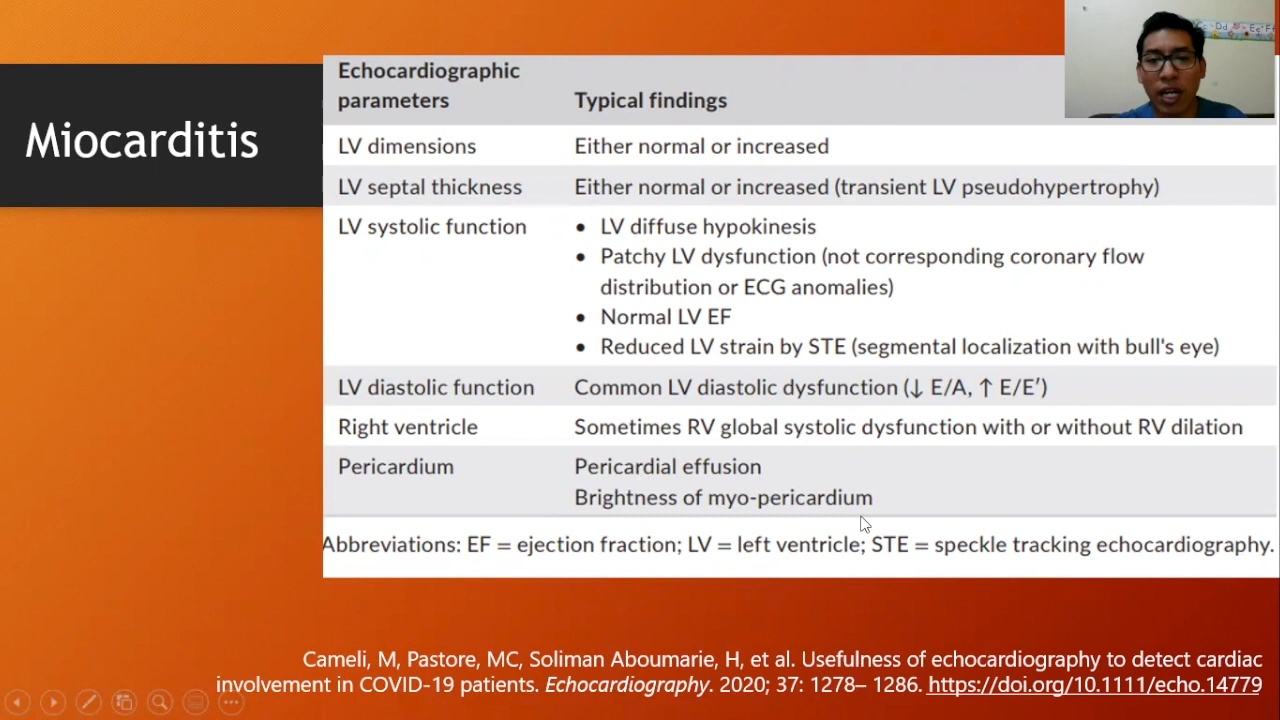 Miocarditis
Echocardiographic
parameters
Typical findings
LV dimensions
Either normal or increased
LV septal thickness
Either normal or increased (transient LV pseudohypertrophy)
LV systolic function
• LV diffuse hypokinesis
• Patchy LV dysfunction (not corresponding coronary flow
distribution or ECG anomalies)
• Normal LV EF
• Reduced LV strain by STE (segmental localization with bull's eye)
LV diastolic function
Common LV diastolic dysfunction (↓ E/A, ↑ E/E′)
Right ventricle
Sometimes RV global systolic dysfunction with or without RV dilation
Pericardium
Pericardial effusion
Brightness of myo-pericardium
Abbreviations: EF = ejection fraction; LV = left ventricle; STE = speckle tracking echocardiography.
Cameli, M, Pastore, MC, Soliman Aboumarie, H, et al. Usefulness of echocardiography to detect cardiac
involvement in COVID-19 patients. Echocardiography. 2020; 37: 1278– 1286. https://doi.org/10.1111/echo.14779